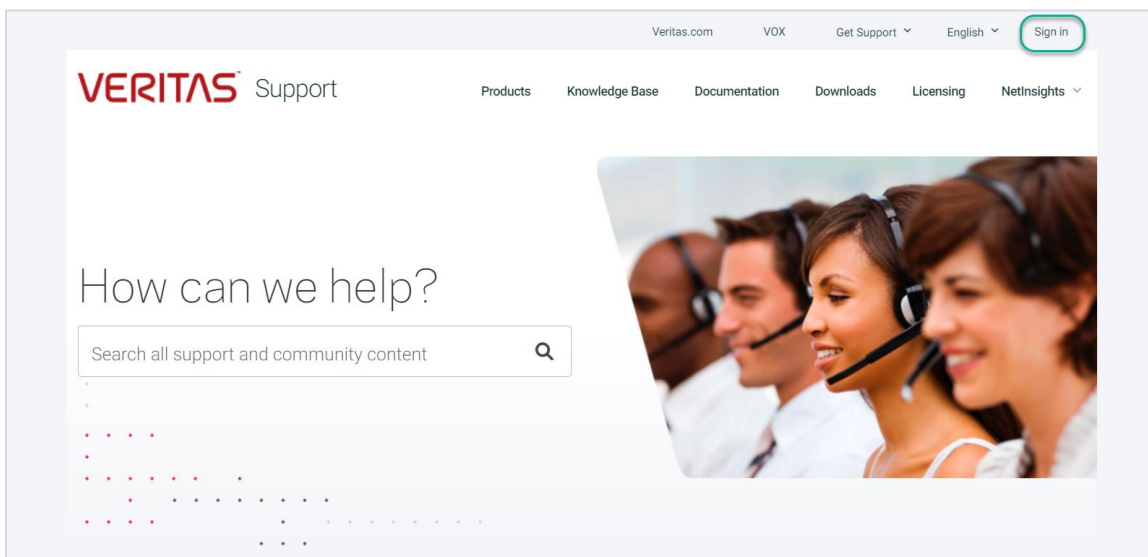 Veritas.com VOX Get Support English Sign in
VERITAS™ Support Products Knowledge Base Documentation Downloads Licensing NetInsights
How can we help?
Search all support and community content